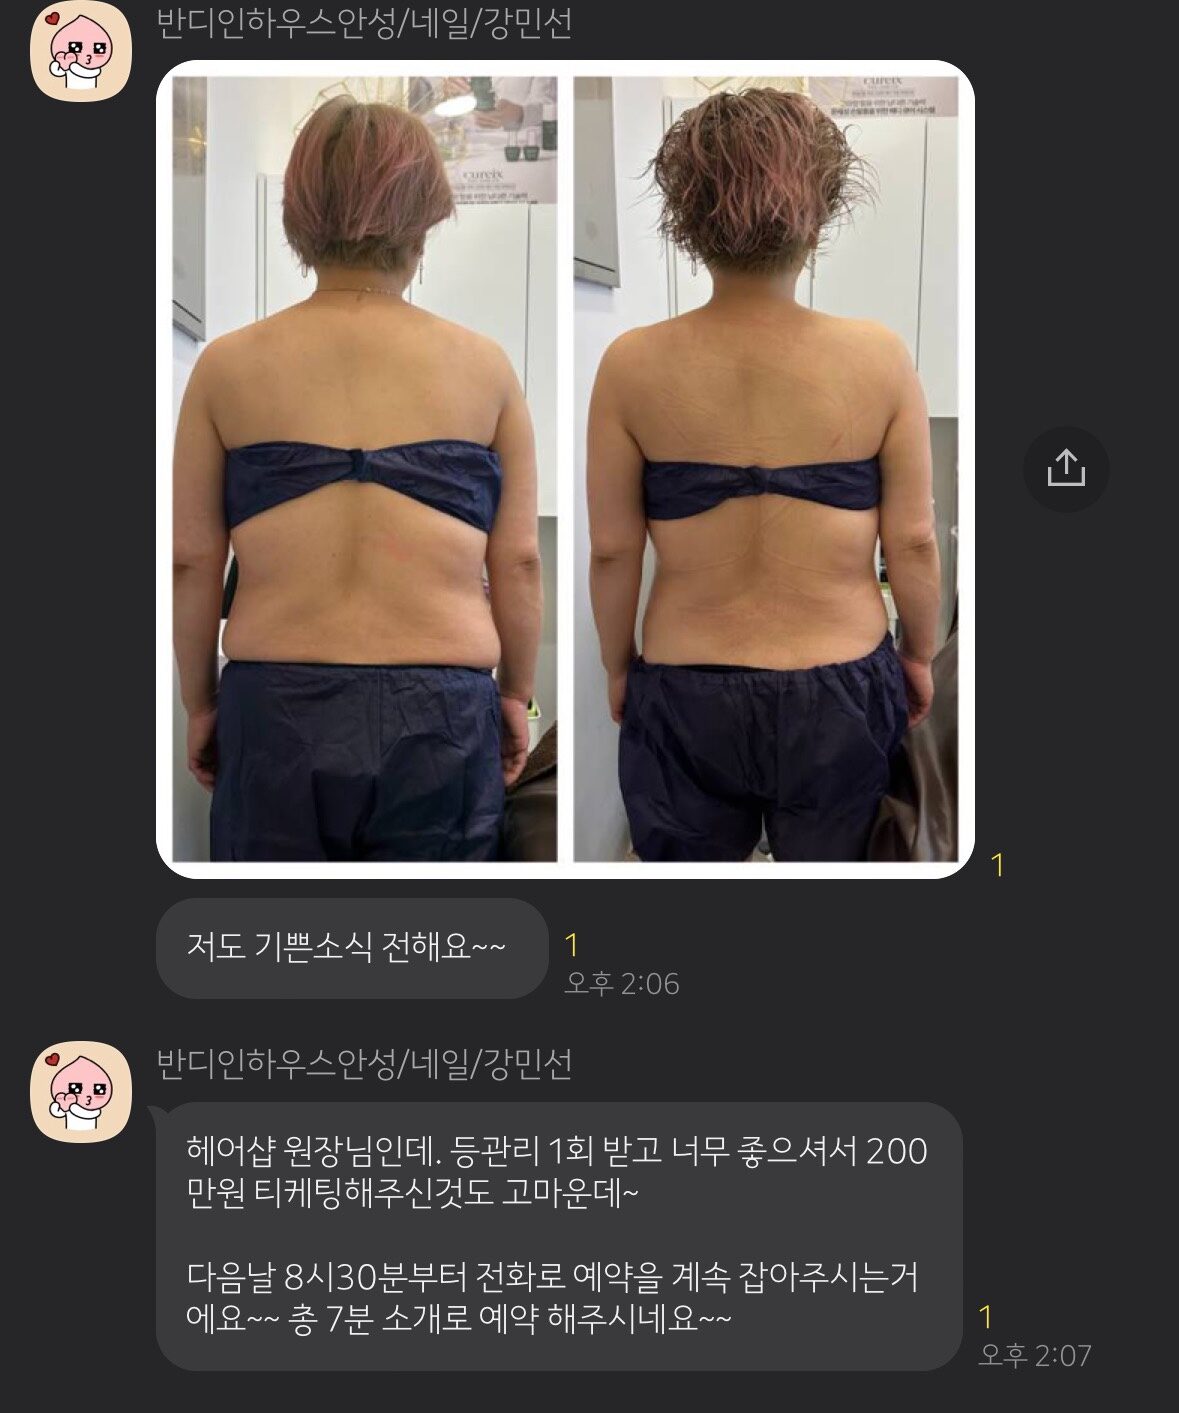 반디인하우스안성/네일/강민선
cureix
cureix
1
저도 기쁜소식 전해요~~
1
오후 2:06
반디인하우스안성/네일/강민선
헤어샵 원장님인데. 등관리 1회 받고 너무 좋으셔서 200
만원 티케팅해주신것도 고마운데~
다음날 8시30분부터 전화로 예약을 계속 잡아주시는거
에요~~ 총 7분 소개로 예약 해주시네요~~
1
오후 2:07